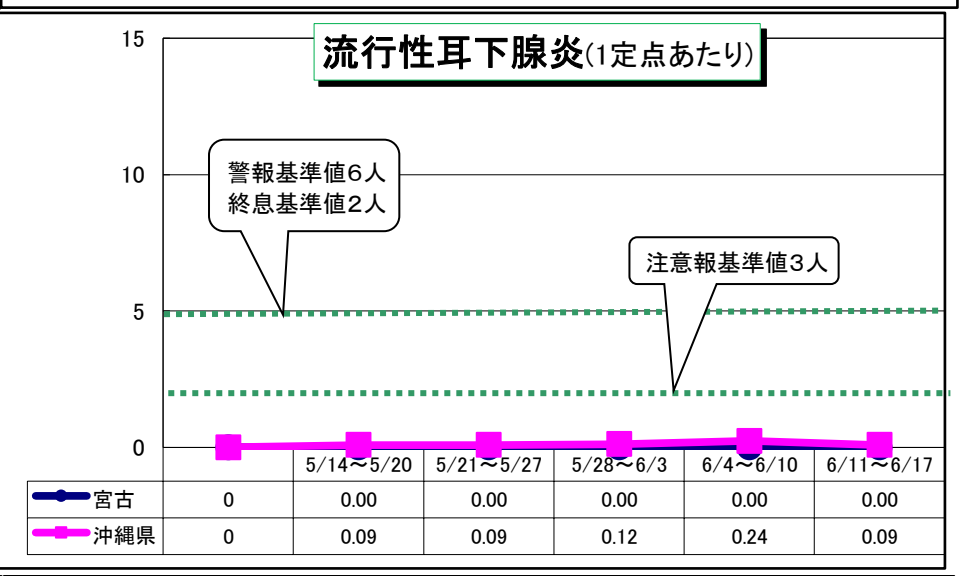 流行性耳下腺炎(1定点あたり)
15
10
5
0
警報基準値6人
終息基準値2人
注意報基準値3人
5/14～5/20 5/21～5/27 5/28～6/3 6/4～6/10 6/11～6/17
宮古 0 0.00 0.00 0.00 0.00 0.00
沖縄県 0 0.09 0.09 0.12 0.24 0.09